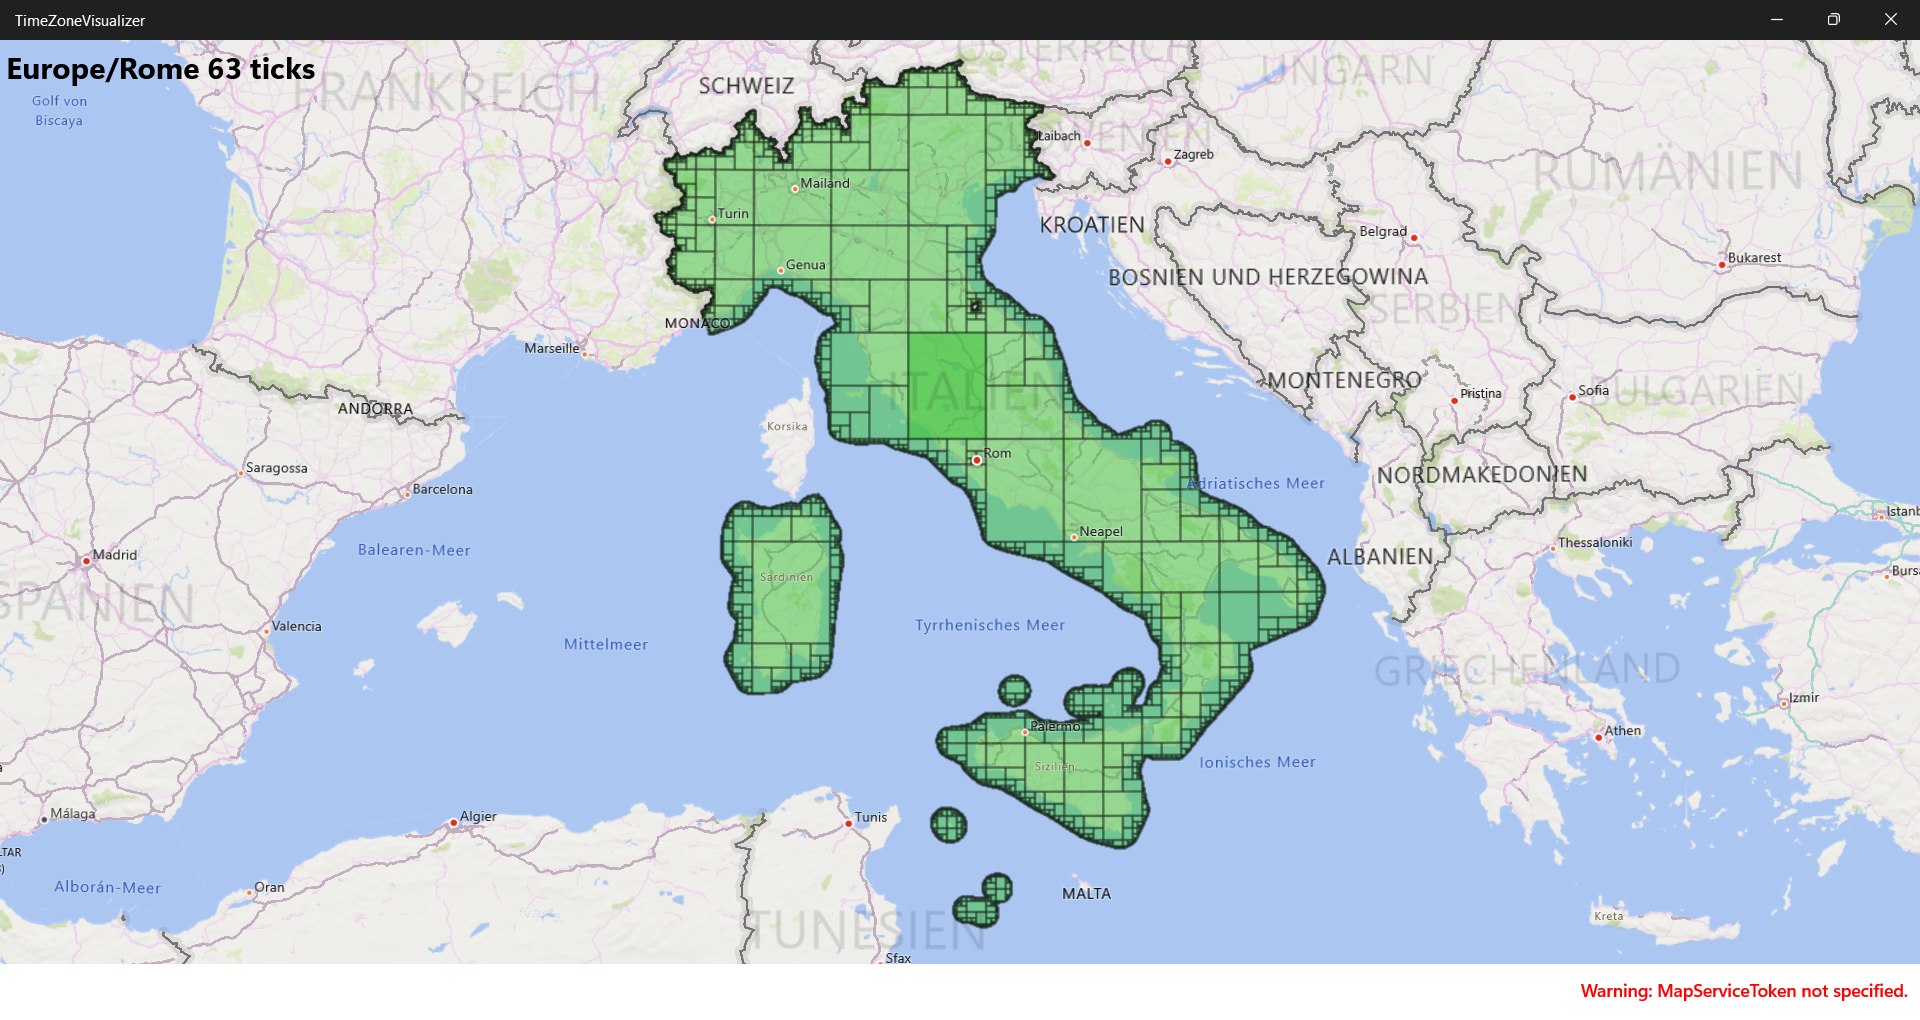 TimeZoneVisualizer
Europe/Rome 63 ticks
ÖSTERREICH
UNGARN
SCHWEIZ
FRANKREICH
Golf von
Biscaya
SLOWENIEN
Laibach
Zagreb
RUMÄNIEN
Mailand
Turin
KROATIEN
Belgrad
Bukarest
Genua
BOSNIEN UND HERZEGOWINA
SERBIEN
MONACO
Marseille
MONTENEGRO
ITALIEN
Pristina
Sofia
BULGARIEN
ANDORRA
Korsika
Rom
Saragossa
NORDMAKEDONIEN
Adriatisches Meer
Barcelona
Istanb
Neapel
Thessaloniki
Balearen-Meer
Madrid
ALBANIEN
Sardinien
Bursa
SPANIEN
Valencia
Tyrrhenisches Meer
Mittelmeer
GRIECHENLAND
Izmir
Palermo
Athen
Ionisches Meer
Sizilien
Málaga
Algier
Tunis
LTAR
Alborán-Meer
Oran
MALTA
Kreta
TUNESIEN
Sfax
Warning: MapServiceToken not specified.